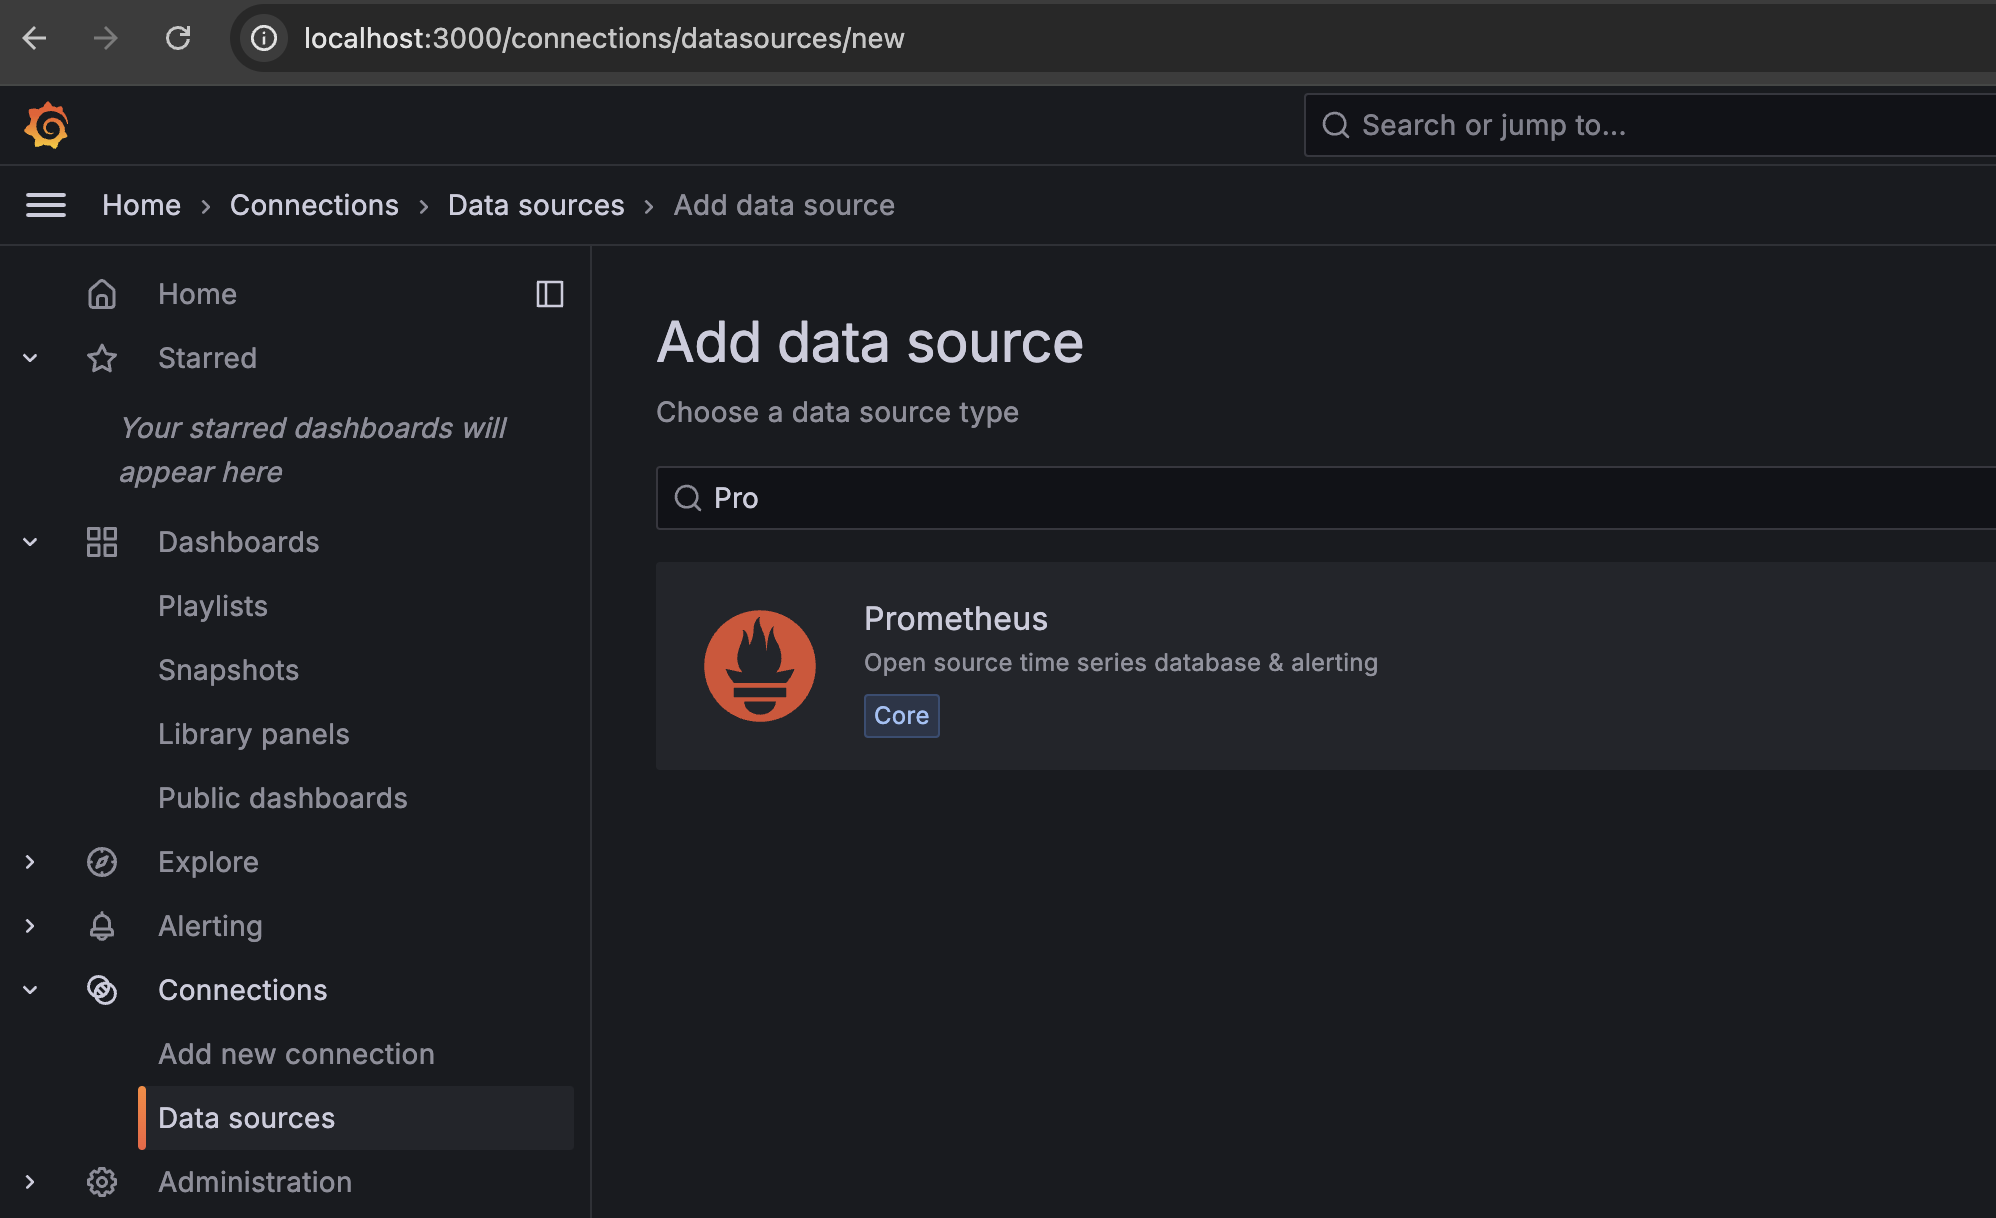 localhost:3000/connections/datasources/new
Search or jump to...
Home › Connections › Data sources › Add data source
Home
Starred
Your starred dashboards will
appear here
Dashboards
Playlists
Snapshots
Library panels
Public dashboards
Explore
Alerting
Connections
Add new connection
Data sources
Administration
Add data source
Choose a data source type
Pro
Prometheus
Open source time series database & alerting
Core